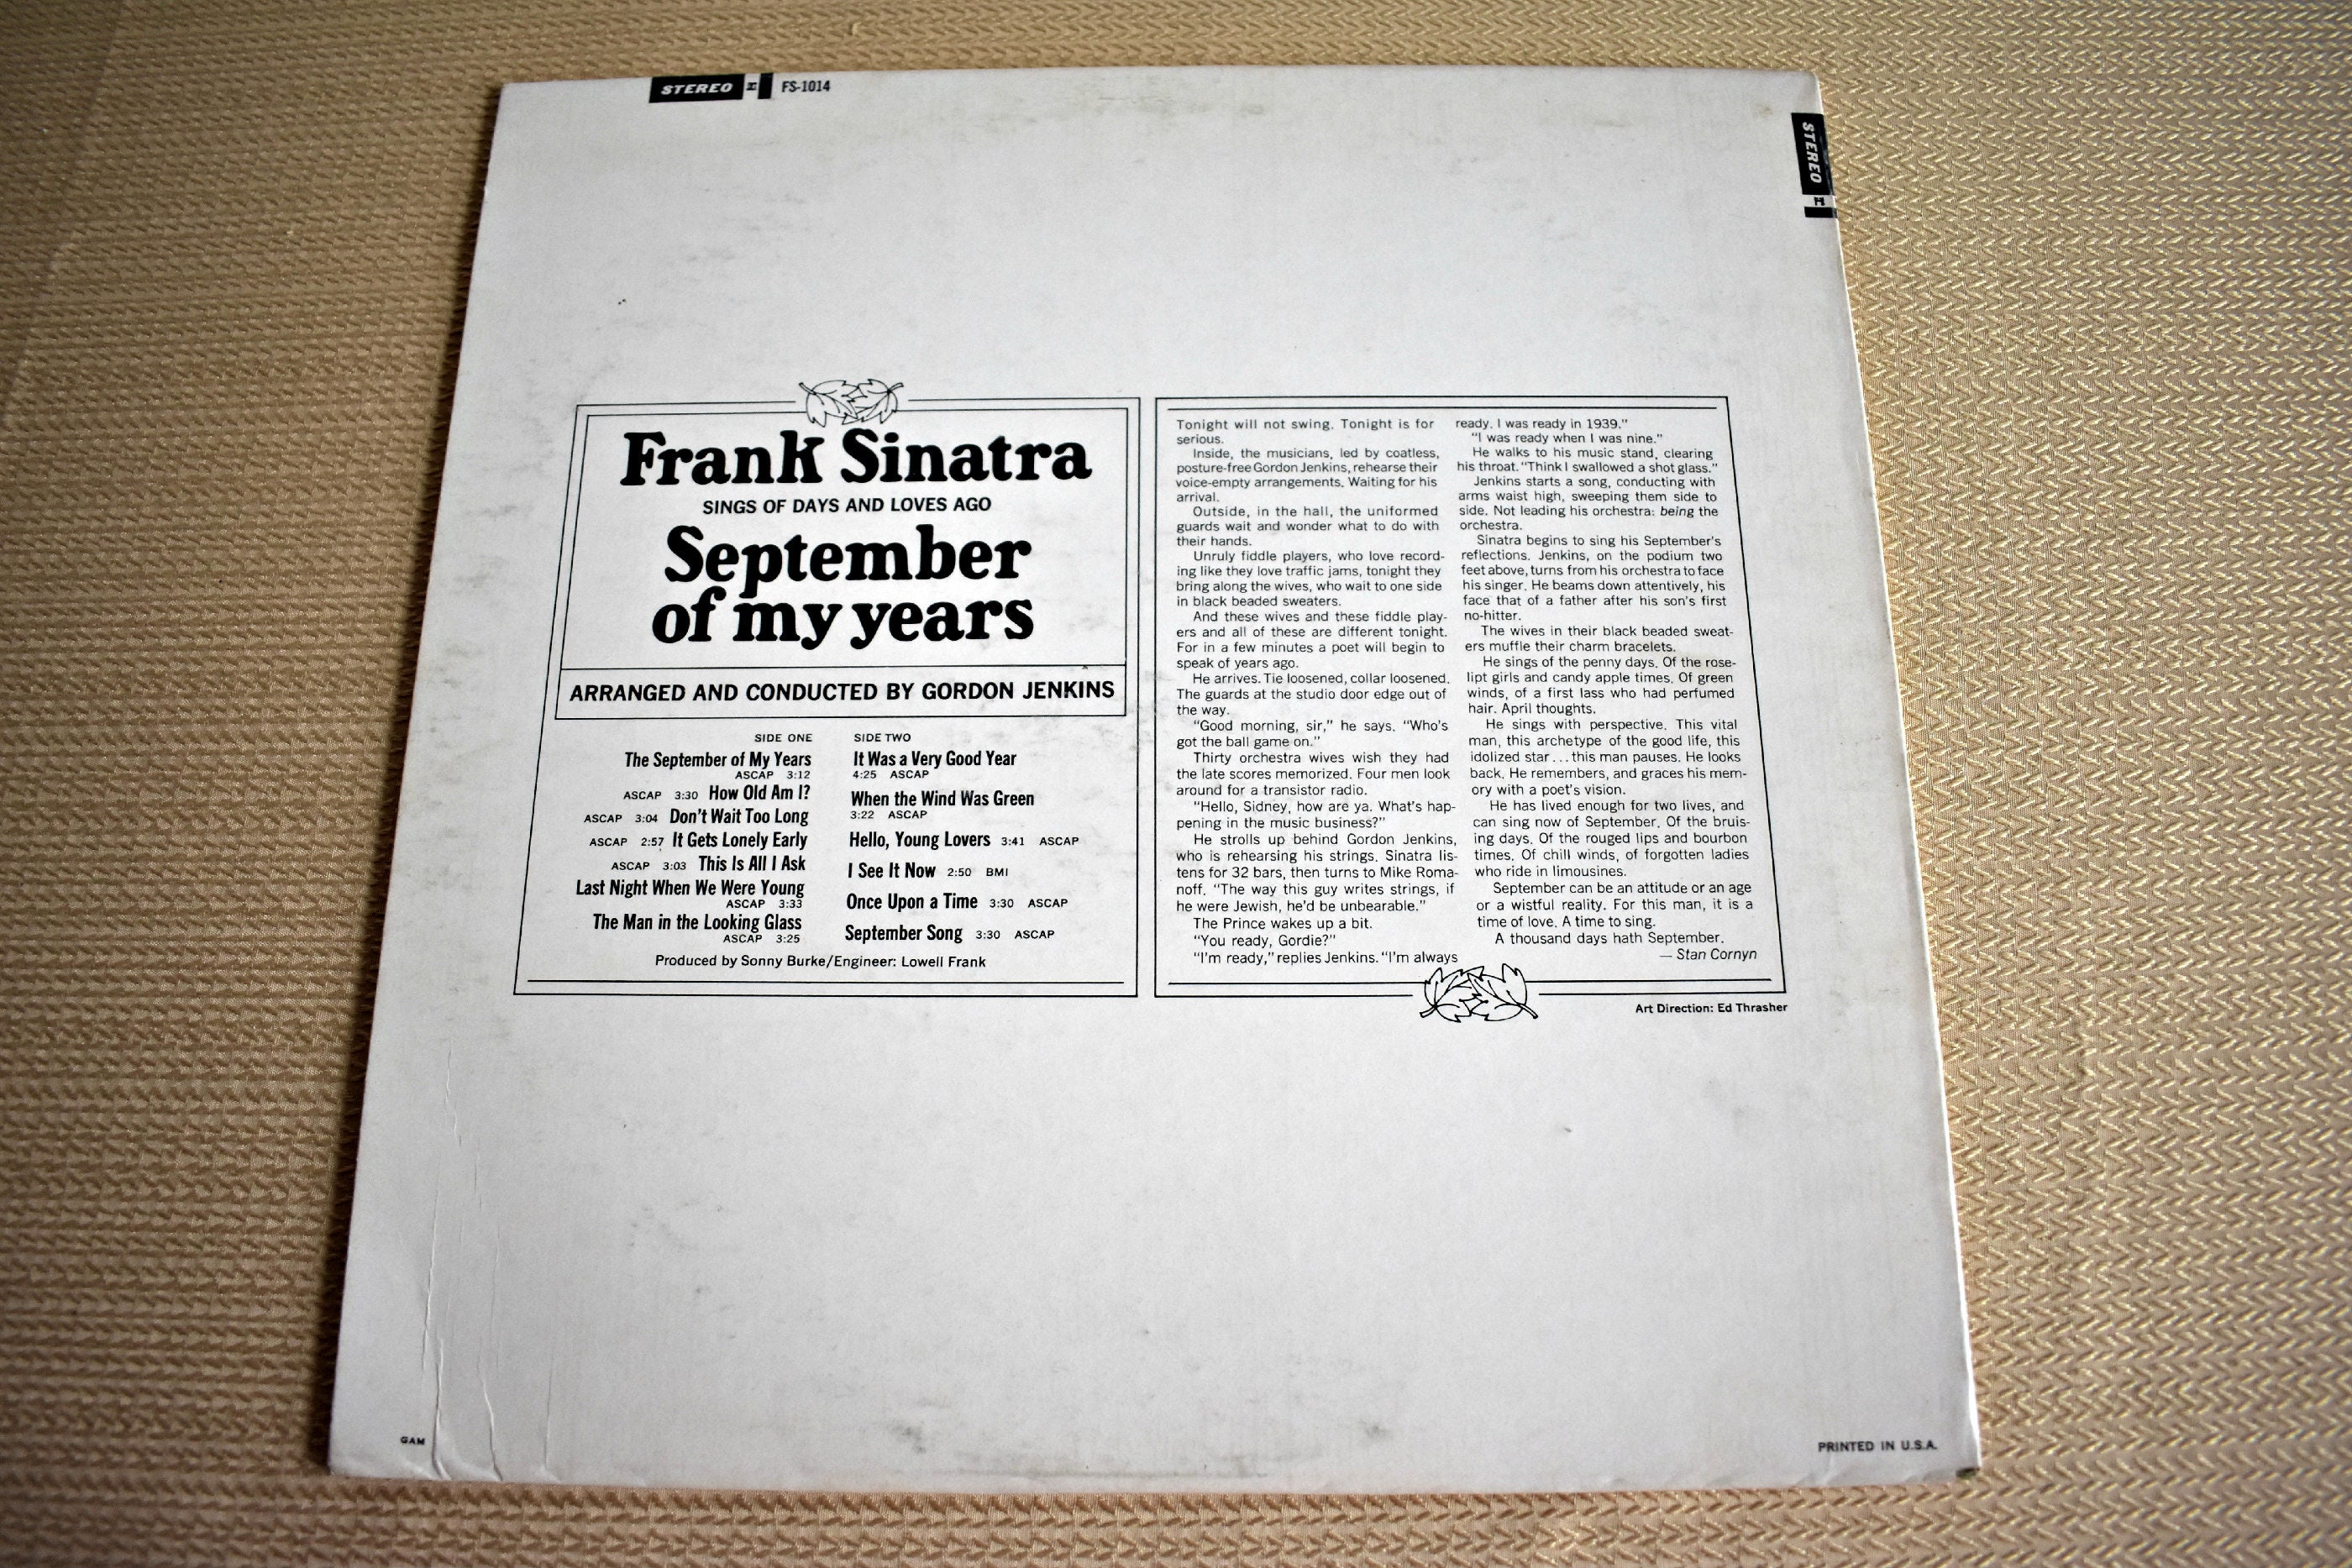 STEREO FS-1014
STEREO
Frank Sinatra
SINGS OF DAYS AND LOVES AGO
September
of my years
ARRANGED AND CONDUCTED BY GORDON JENKINS
SIDE ONE
The September of My Years
ASCAP 3:12
ASCAP 3:30 How Old Am I?
ASCAP 3:04 Don't Wait Too Long
ASCAP 2:57 It Gets Lonely Early
ASCAP 3:03 This Is All I Ask
Last Night When We Were Young
ASCAP 3:33
The Man in the Looking Glass
ASCAP 3:25
SIDE TWO
It Was a Very Good Year
4:25 ASCAP
When the Wind Was Green
3:22 ASCAP
Hello, Young Lovers 3:41 ASCAP
I See It Now 2:50 BMI
Once Upon a Time 3:30 ASCAP
September Song 3:30 ASCAP
Produced by Sonny Burke/Engineer: Lowell Frank
Tonight will not swing. Tonight is for
serious.
Inside, the musicians, led by coatless,
posture-free Gordon Jenkins, rehearse their
voice-empty arrangements. Waiting for his
arrival.
Outside, in the hall, the uniformed
guards wait and wonder what to do with
their hands.
Unruly fiddle players, who love record-
ing like they love traffic jams, tonight they
bring along the wives, who wait to one side
in black beaded sweaters.
And these wives and these fiddle play-
ers and all of these are different tonight.
For in a few minutes a poet will begin to
speak of years ago.
He arrives. Tie loosened, collar loosened.
The guards at the studio door edge out of
the way.
"Good morning, sir," he says. "Who's
got the ball game on."
Thirty orchestra wives wish they had
the late scores memorized. Four men look
around for a transistor radio.
"Hello, Sidney, how are ya. What's hap-
pening in the music business?"
He strolls up behind Gordon Jenkins,
who is rehearsing his strings. Sinatra lis-
tens for 32 bars, then turns to Mike Roma-
noff. "The way this guy writes strings, if
he were Jewish, he'd be unbearable."
The Prince wakes up a bit.
"You ready, Gordie?"
"I'm ready," replies Jenkins. "I'm always
ready. I was ready in 1939."
"I was ready when I was nine."
He walks to his music stand, clearing
his throat. "Think I swallowed a shot glass."
Jenkins starts a song, conducting with
arms waist high, sweeping them side to
side. Not leading his orchestra: being the
orchestra.
Sinatra begins to sing his September's
reflections. Jenkins, on the podium two
feet above, turns from his orchestra to face
his singer. He beams down attentively, his
face that of a father after his son's first
no-hitter.
The wives in their black beaded sweat-
ers muffle their charm bracelets.
He sings of the penny days. Of the rose-
lipt girls and candy apple times. Of green
winds, of a first lass who had perfumed
hair. April thoughts.
He sings with perspective. This vital
man, this archetype of the good life, this
idolized star...this man pauses. He looks
back. He remembers, and graces his mem-
ory with a poet's vision.
He has lived enough for two lives, and
can sing now of September. Of the bruis-
ing days. Of the rouged lips and bourbon
times. Of chill winds, of forgotten ladies
who ride in limousines.
September can be an attitude or an age
or a wistful reality. For this man, it is a
time of love. A time to sing.
A thousand days hath September.
— Stan Cornyn
Art Direction: Ed Thrasher
GAM
PRINTED IN U.S.A.